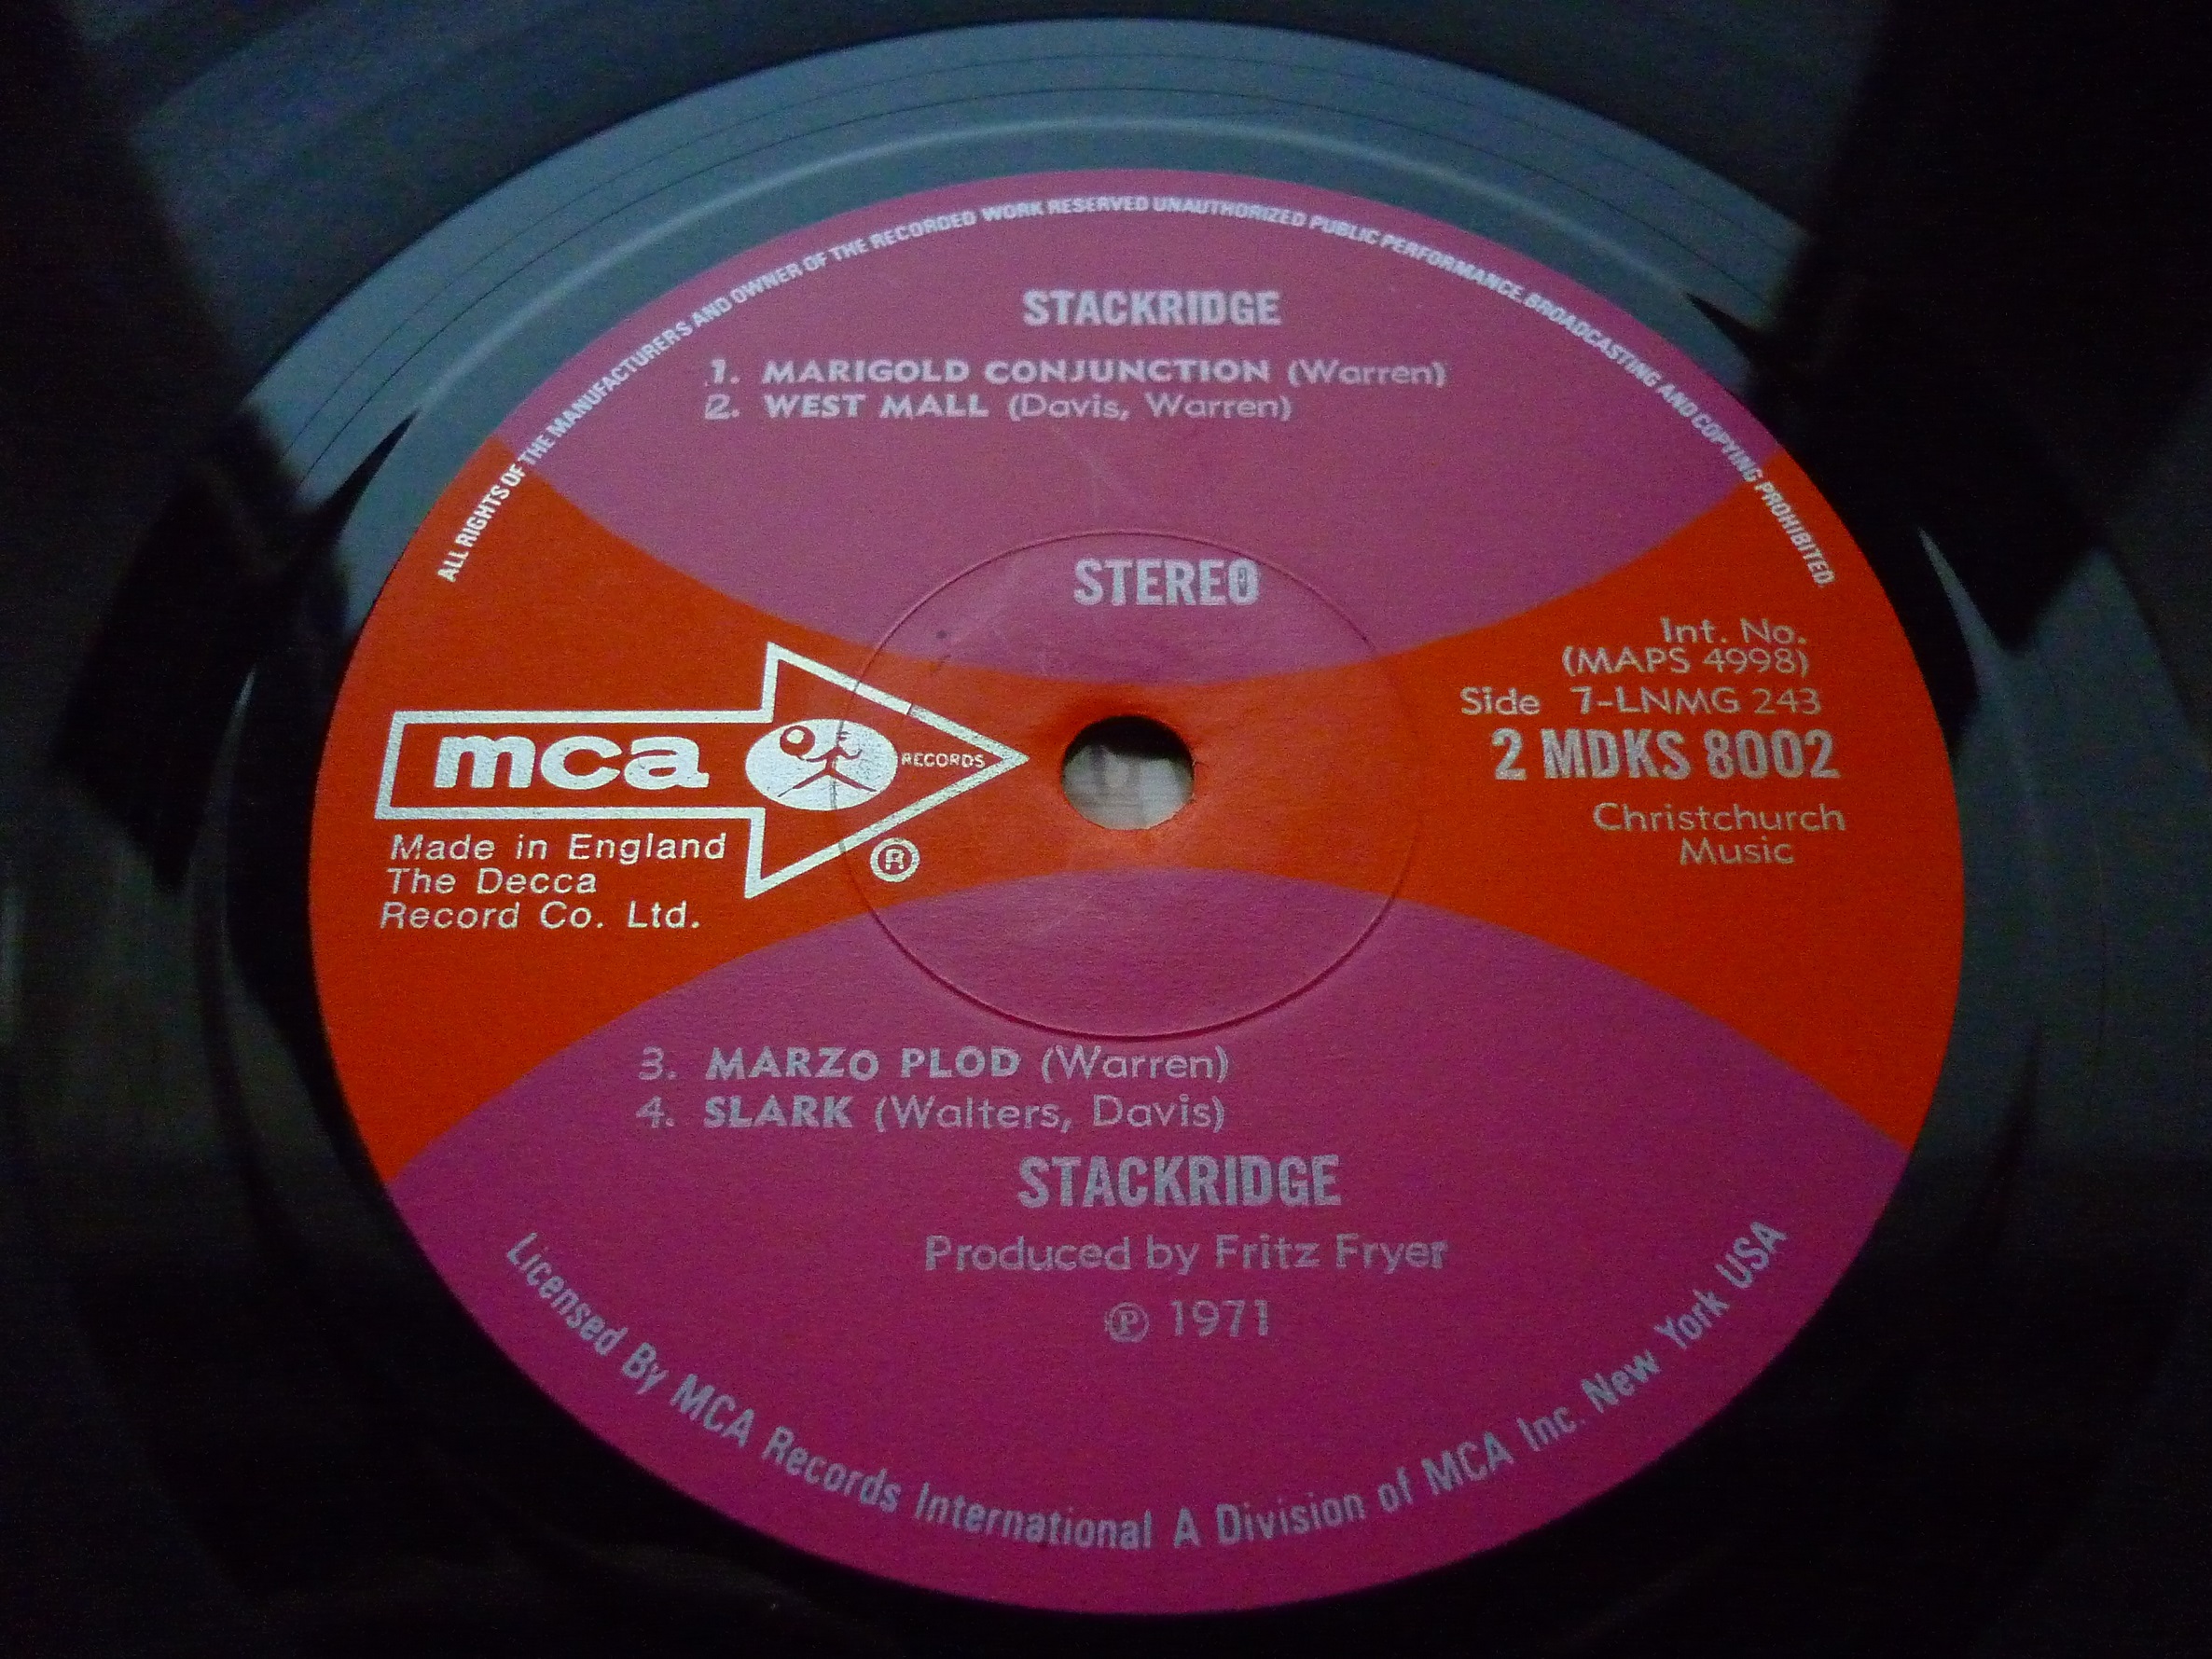 ALL RIGHTS OF THE MANUFACTURERS AND OWNER OF THE RECORDED WORK RESERVED UNAUTHORIZED PUBLIC PERFORMANCE BROADCASTING AND COPYING PROHIBITED
STACKRIDGE
1. MARIGOLD CONJUNCTION (Warren)
2. WEST MALL (Davis, Warren)
STEREO
mca RECORDS
®
Made in England
The Decca
Record Co. Ltd.
Int. No.
(MAPS 4998)
Side 7-LNMG 243
2 MDKS 8002
Christchurch
Music
3. MARZO PLOD (Warren)
4. SLARK (Walters, Davis)
STACKRIDGE
Produced by Fritz Fryer
℗ 1971
Licensed By MCA Records International A Division of MCA Inc. New York USA